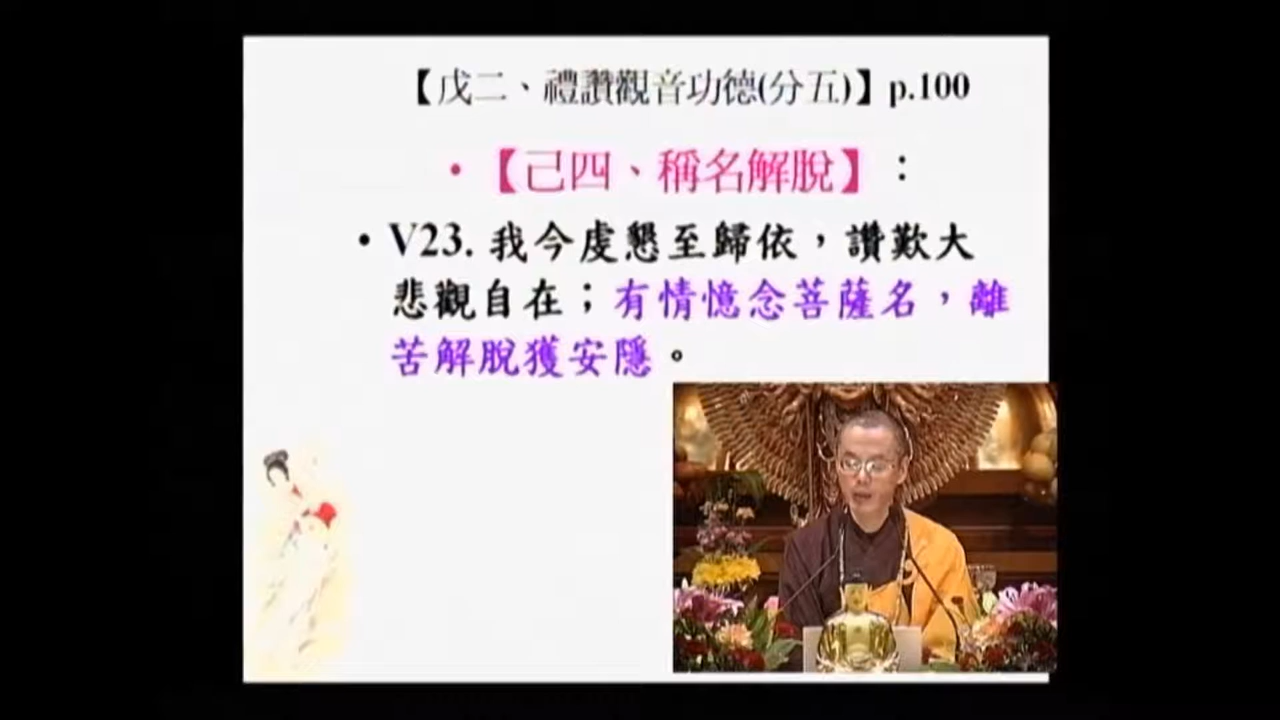 【戊二、禮讚觀音功德(分五)】p.100
•【己四、稱名解脫】：
• V23. 我今虔懇至歸依，讚歎大
悲觀自在；有情憶念菩薩名，離
苦解脫獲安隱。